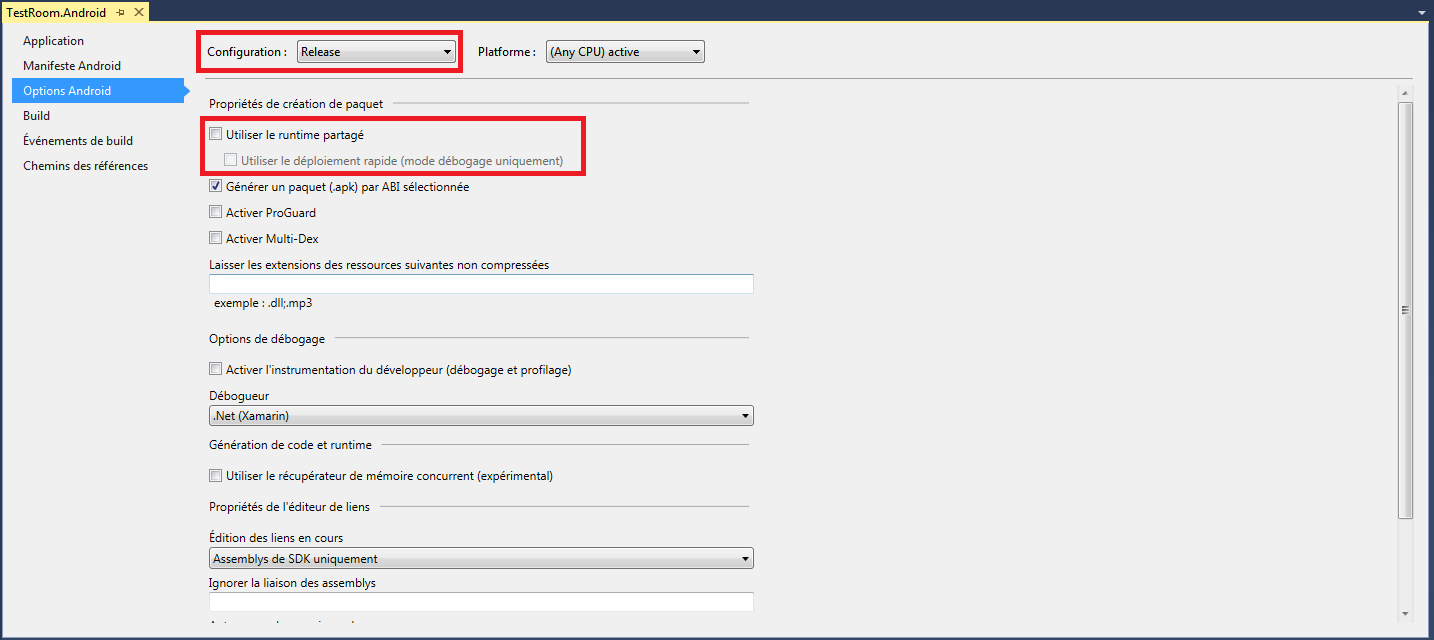 TestRoom.Android
Application
Manifeste Android
Options Android
Build
Événements de build
Chemins des références
Configuration : Release Platforme : (Any CPU) active
Propriétés de création de paquet
Utiliser le runtime partagé
Utiliser le déploiement rapide (mode débogage uniquement)
Générer un paquet (.apk) par ABI sélectionnée
Activer ProGuard
Activer Multi-Dex
Laisser les extensions des ressources suivantes non compressées
exemple : .dll;.mp3
Options de débogage
Activer l'instrumentation du développeur (débogage et profilage)
Débogueur
.Net (Xamarin)
Génération de code et runtime
Utiliser le récupérateur de mémoire concurrent (expérimental)
Propriétés de l'éditeur de liens
Édition des liens en cours
Assemblys de SDK uniquement
Ignorer la liaison des assemblys